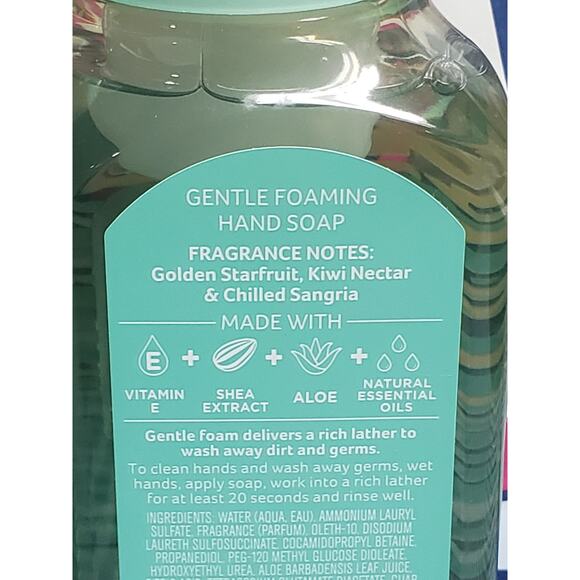 GENTLE FOAMING
HAND SOAP
FRAGRANCE NOTES:
Golden Starfruit, Kiwi Nectar
& Chilled Sangria
MADE WITH
E + + +
VITAMIN E SHEA EXTRACT ALOE NATURAL ESSENTIAL OILS
Gentle foam delivers a rich lather to
wash away dirt and germs.
To clean hands and wash away germs, wet
hands, apply soap, work into a rich lather
for at least 20 seconds and rinse well.
INGREDIENTS: WATER (AQUA, EAU), AMMONIUM LAURYL
SULFATE, FRAGRANCE (PARFUM), OLETH-10, DISODIUM
LAURETH SULFOSUCCINATE, COCAMIDOPROPYL BETAINE,
PROPANEDIOL, PEG-120 METHYL GLUCOSE DIOLEATE,
HYDROXYETHYL UREA, ALOE BARBADENSIS LEAF JUICE,